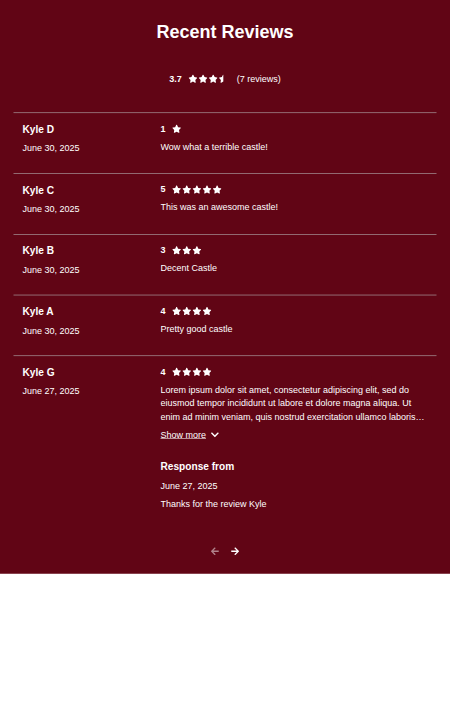 Recent Reviews
3.7 (7 reviews)
Kyle D
June 30, 2025
1
Wow what a terrible castle!
Kyle C
June 30, 2025
5
This was an awesome castle!
Kyle B
June 30, 2025
3
Decent Castle
Kyle A
June 30, 2025
4
Pretty good castle
Kyle G
June 27, 2025
4
Lorem ipsum dolor sit amet, consectetur adipiscing elit, sed do
eiusmod tempor incididunt ut labore et dolore magna aliqua. Ut
enim ad minim veniam, quis nostrud exercitation ullamco laboris…
Show more
Response from
June 27, 2025
Thanks for the review Kyle